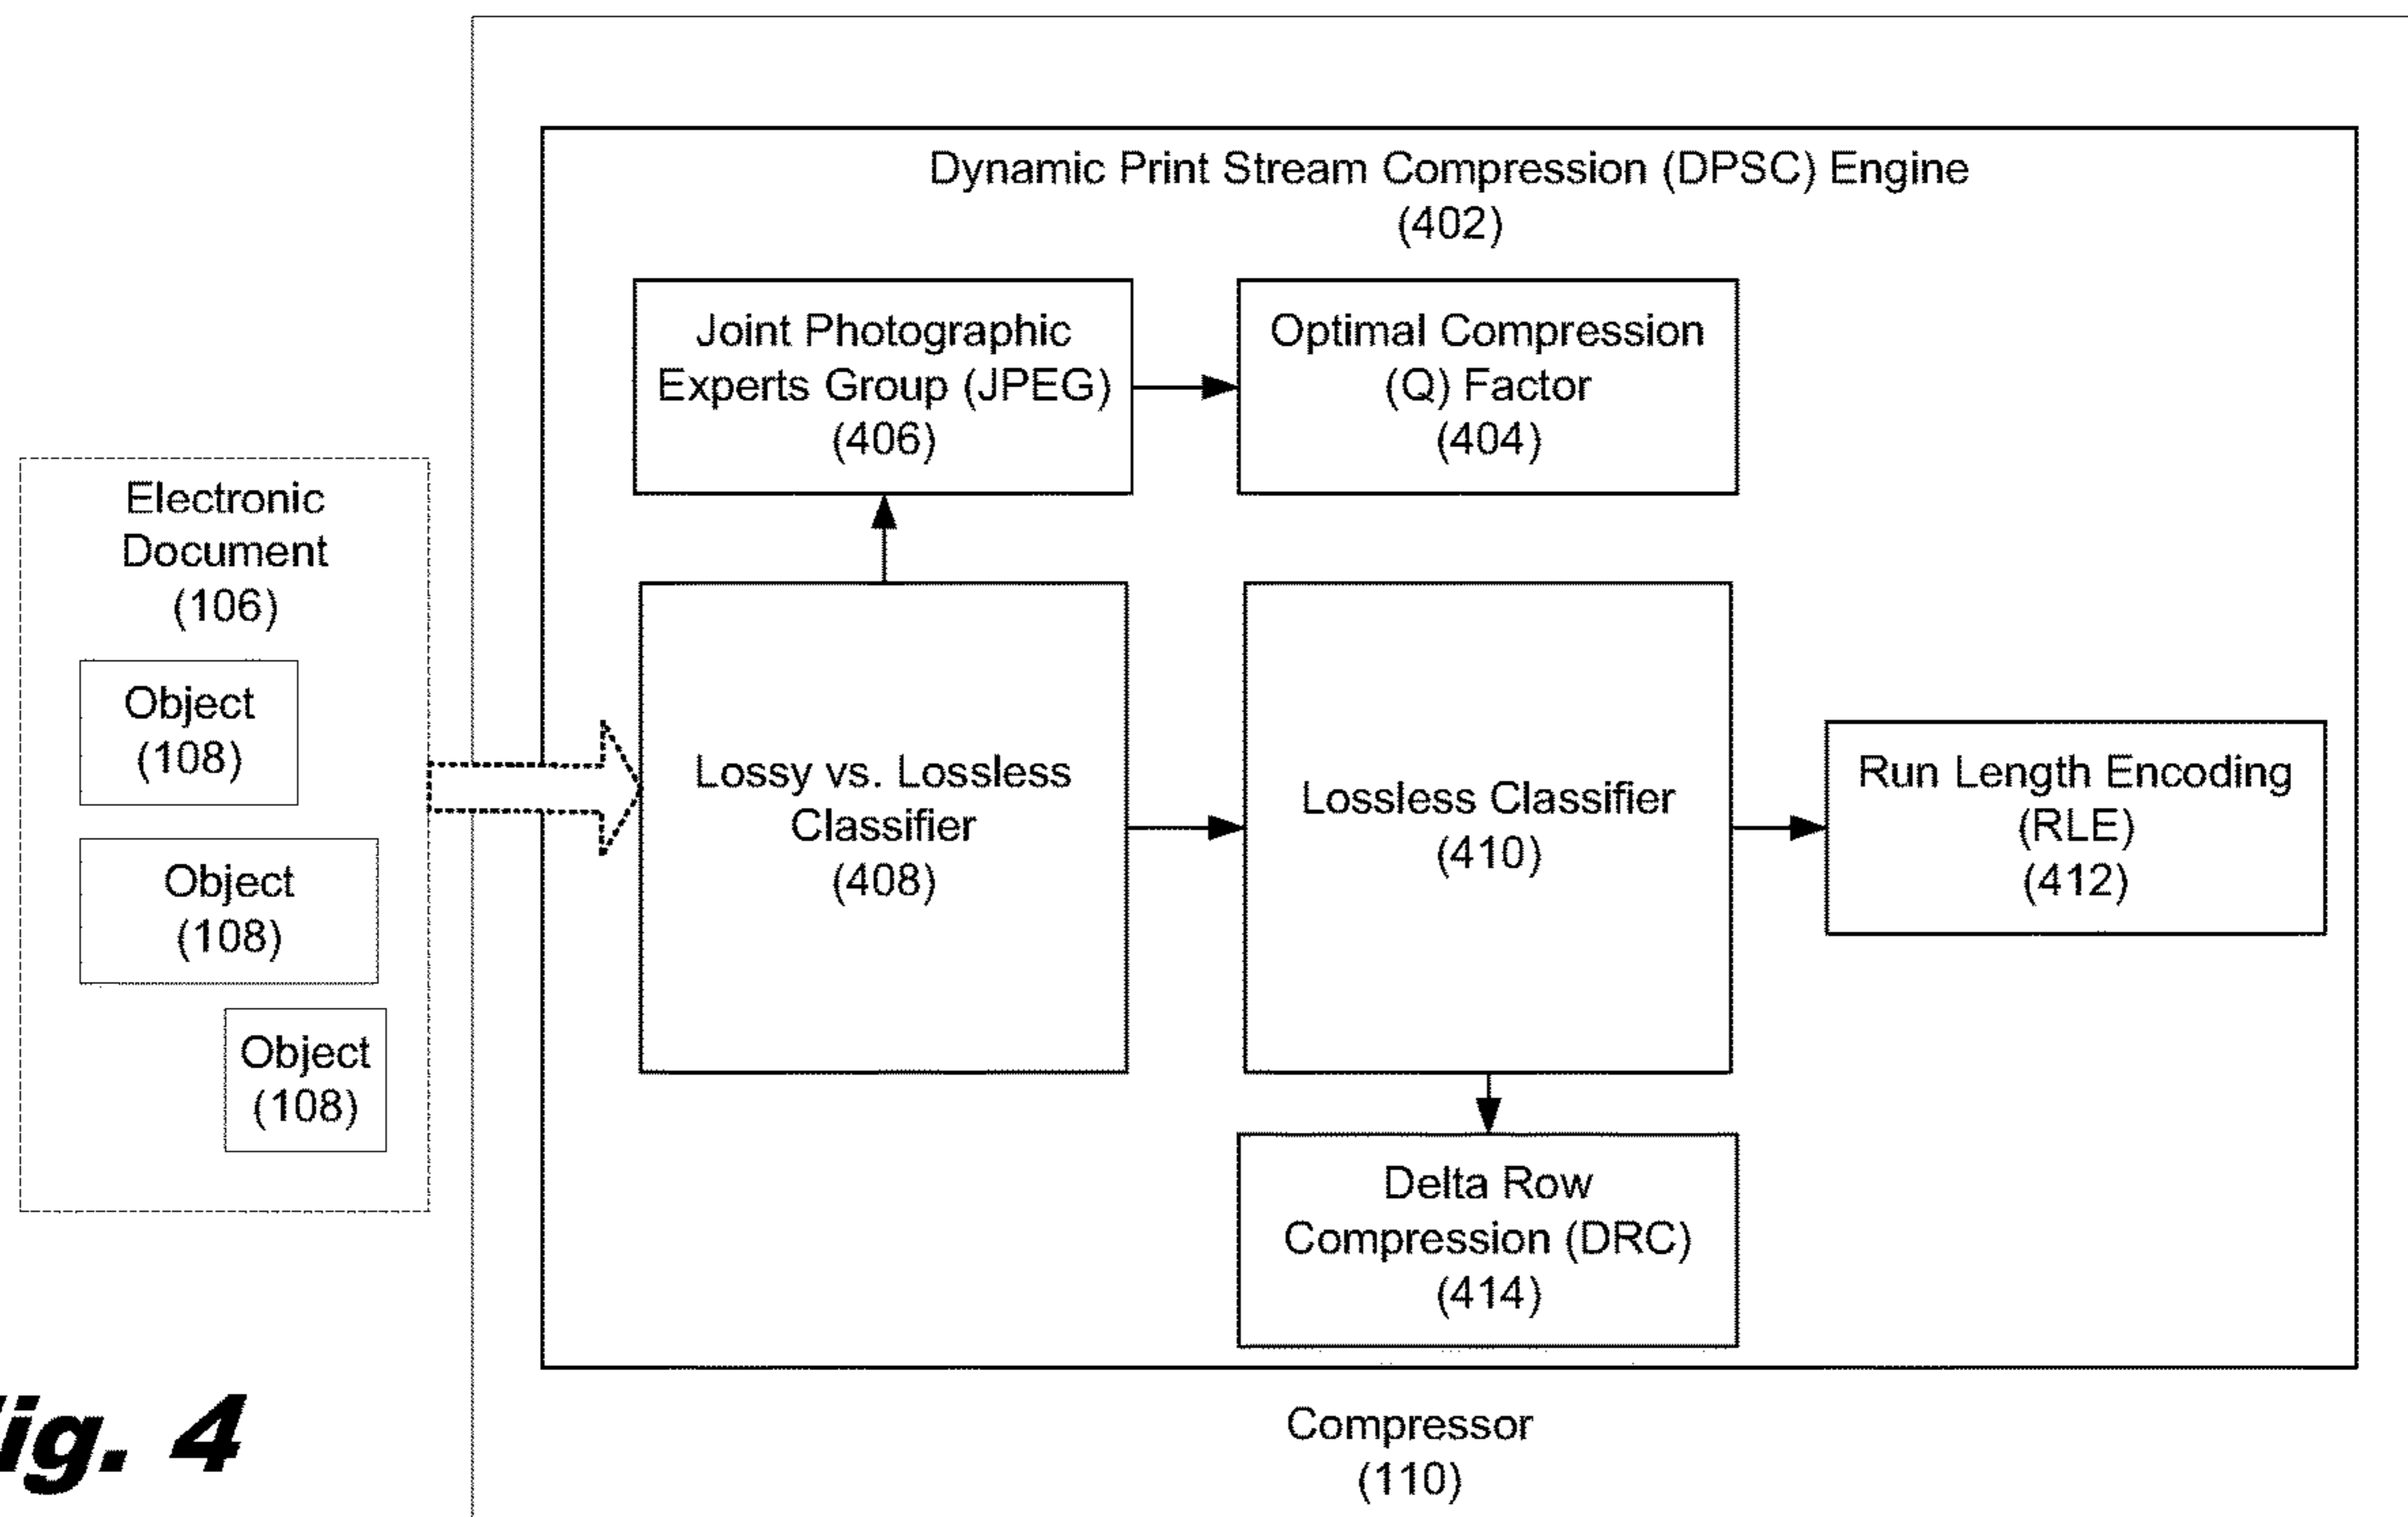 Dynamic Print Stream Compression (DPSC) Engine
(402)
Joint Photographic
Experts Group (JPEG)
(406)
Optimal Compression
(Q) Factor
(404)
Electronic
Document
(106)
Object
(108)
Object
(108)
Object
(108)
Lossy vs. Lossless
Classifier
(408)
Lossless Classifier
(410)
Run Length Encoding
(RLE)
(412)
Delta Row
Compression (DRC)
(414)
Compressor
(110)
ig. 4